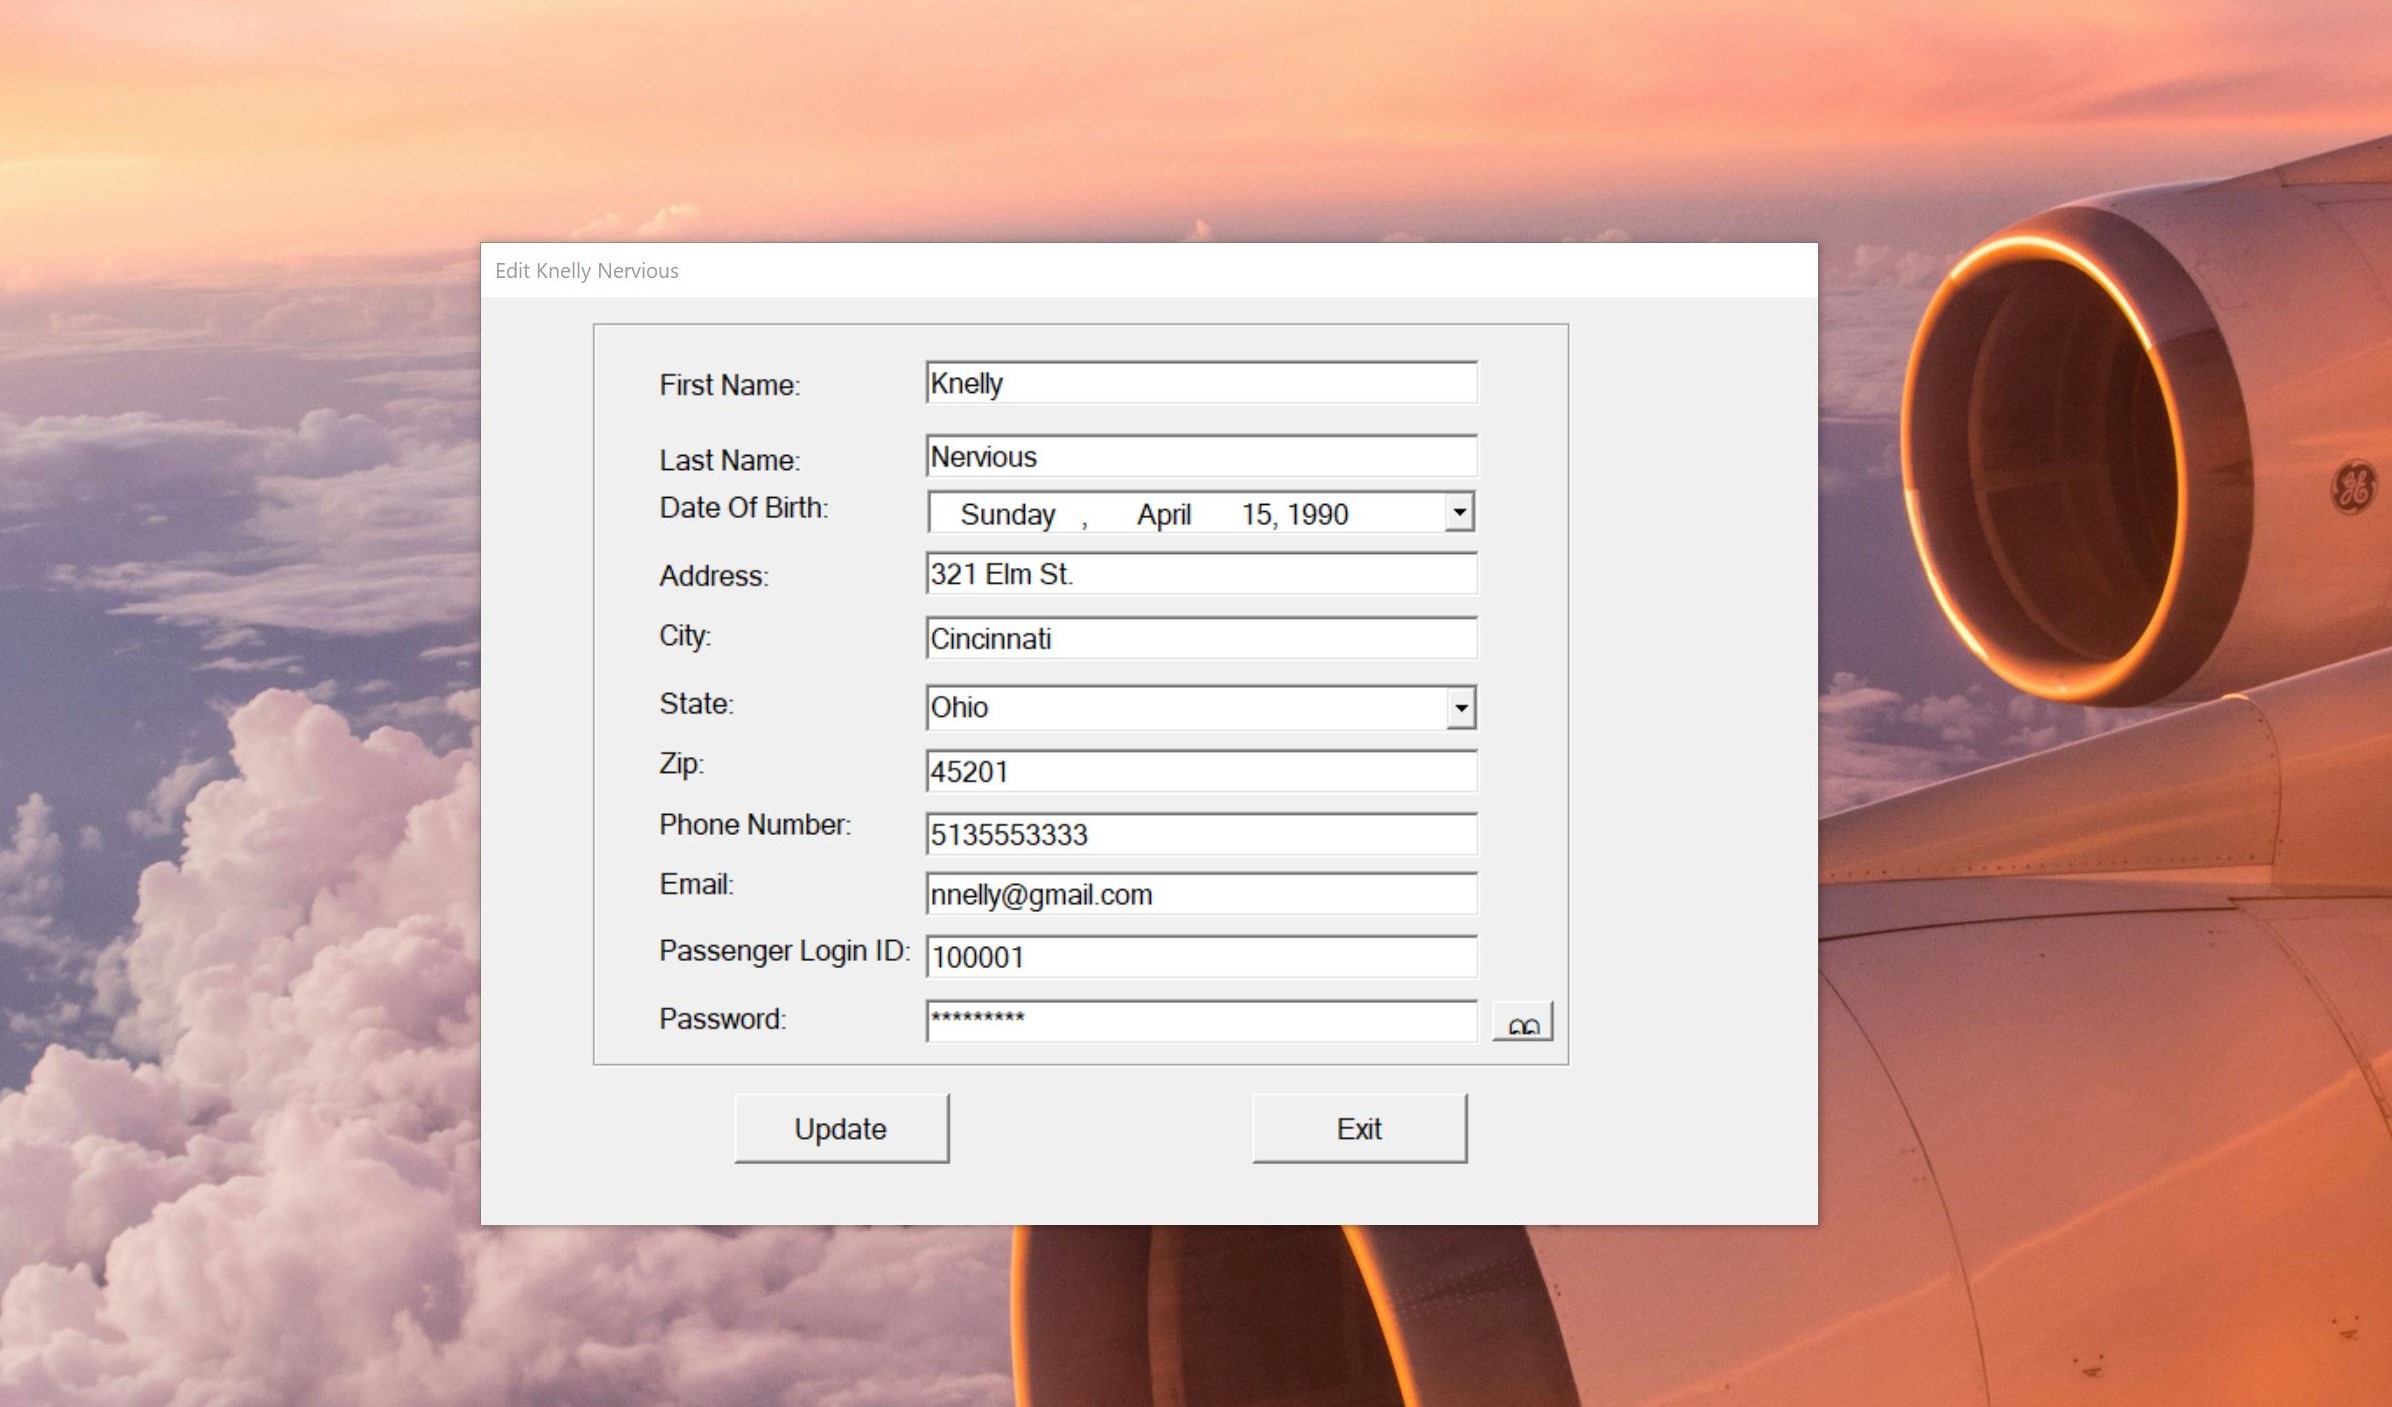 Edit Knelly Nervious
First Name: Knelly
Last Name: Nervious
Date Of Birth: Sunday , April 15, 1990
Address: 321 Elm St.
City: Cincinnati
State: Ohio
Zip: 45201
Phone Number: 5135553333
Email: nnelly@gmail.com
Passenger Login ID: 100001
Password: *********
Update Exit
GE